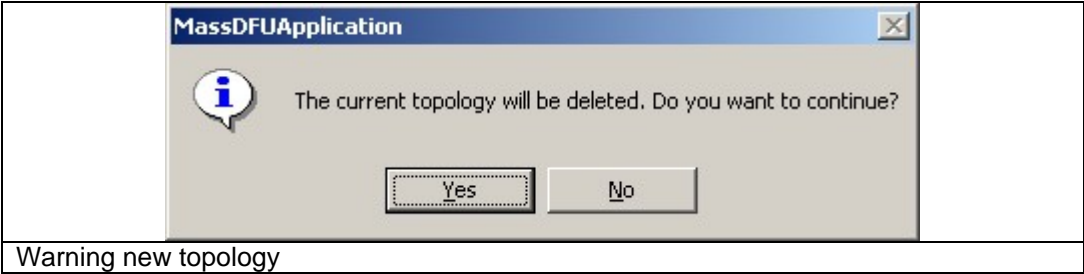 MassDFUApplication
The current topology will be deleted. Do you want to continue?
Yes
No
Warning new topology